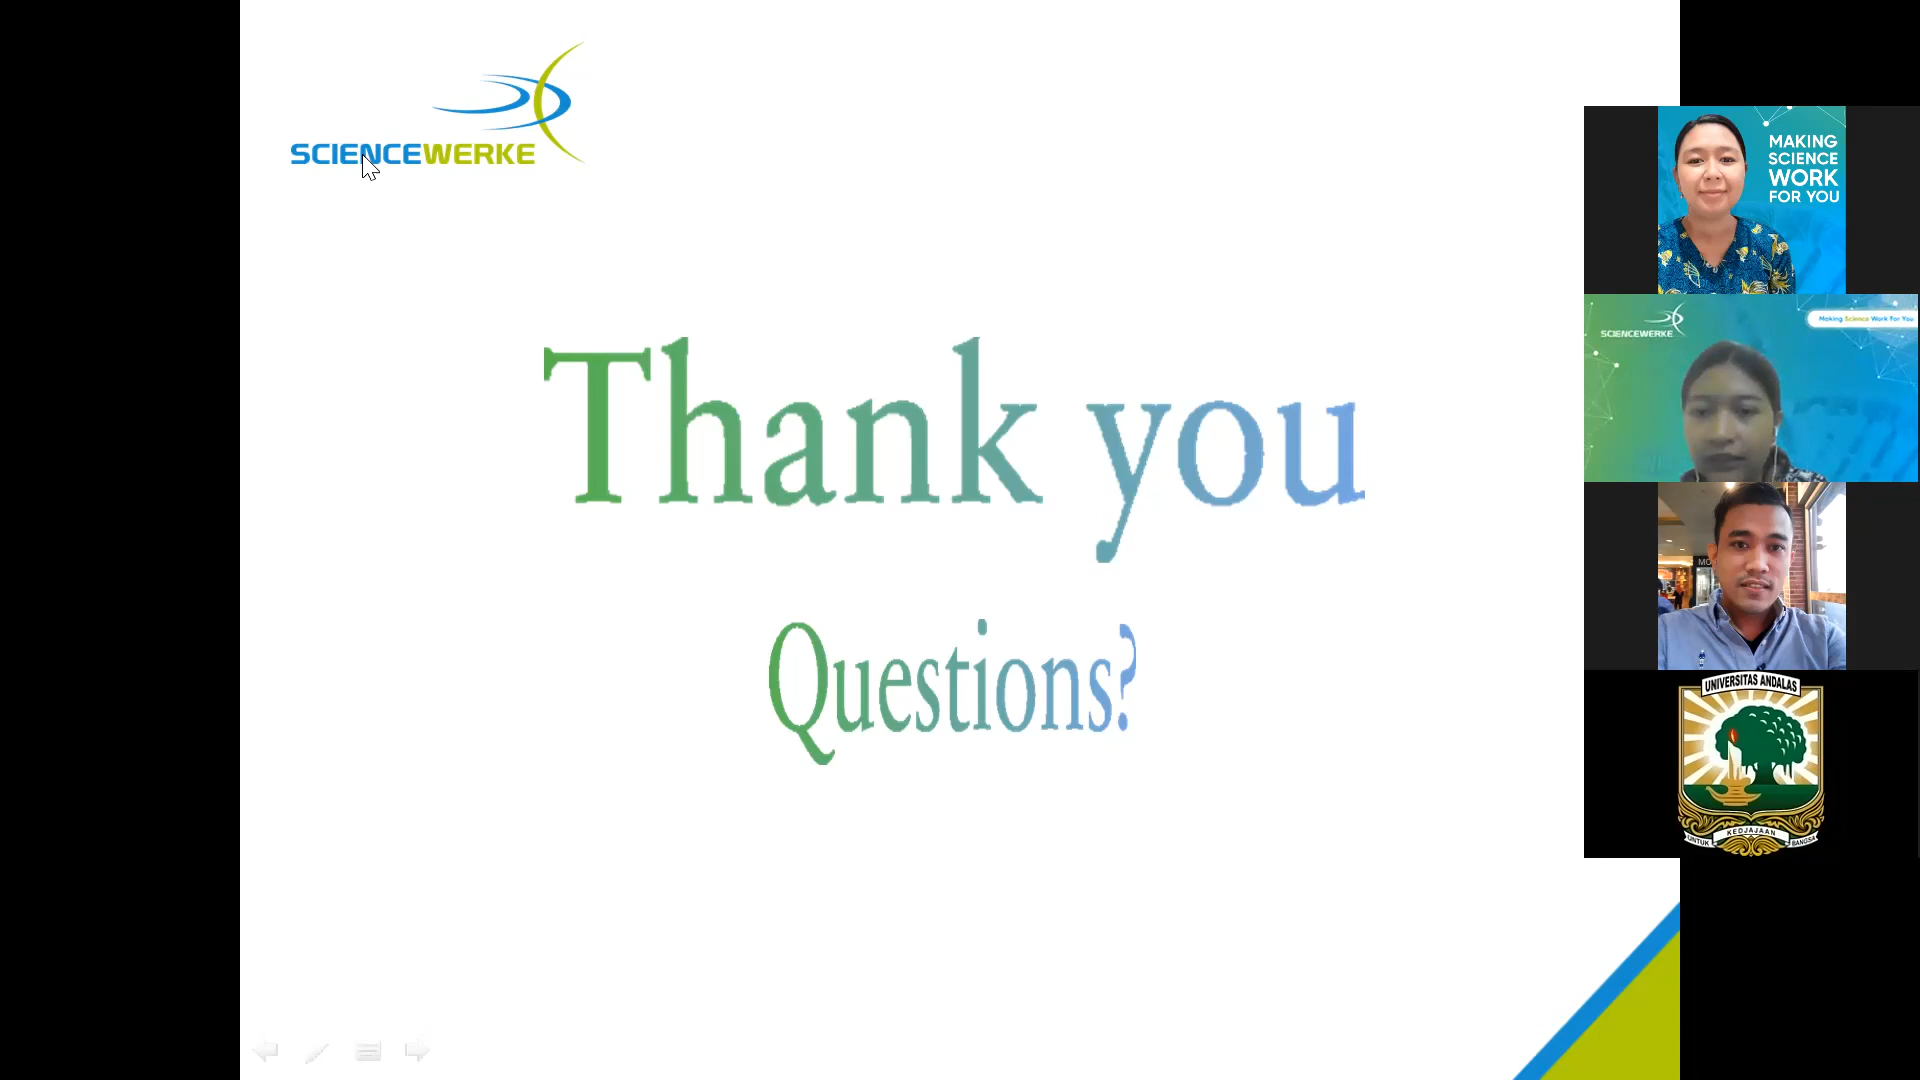 SCIENCEWERKE
Thank you
Questions?
MAKING
SCIENCE
WORK
FOR YOU
SCIENCEWERKE
Making Science Work For You
MO
UNIVERSITAS ANDALAS
UNTUK KEDJAJAAN BANGSA